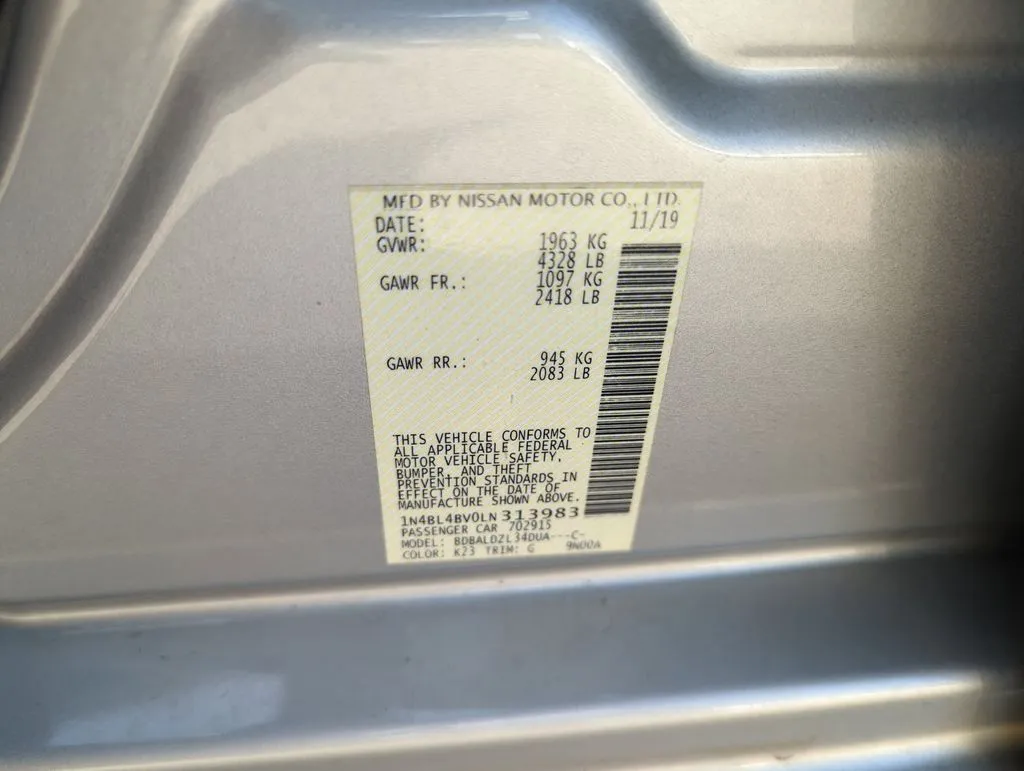 MFD BY NISSAN MOTOR CO., LTD.
DATE: 11/19
GVWR: 1963 KG
4328 LB
GAWR FR.: 1097 KG
2418 LB
GAWR RR.: 945 KG
2083 LB
THIS VEHICLE CONFORMS TO
ALL APPLICABLE FEDERAL
MOTOR VEHICLE SAFETY,
BUMPER, AND THEFT
PREVENTION STANDARDS IN
EFFECT ON THE DATE OF
MANUFACTURE SHOWN ABOVE.
1N4BL4BV0LN313983
PASSENGER CAR 702915
MODEL: BDBALDZL34DUA---C-
COLOR: K23 TRIM: G 9N00A